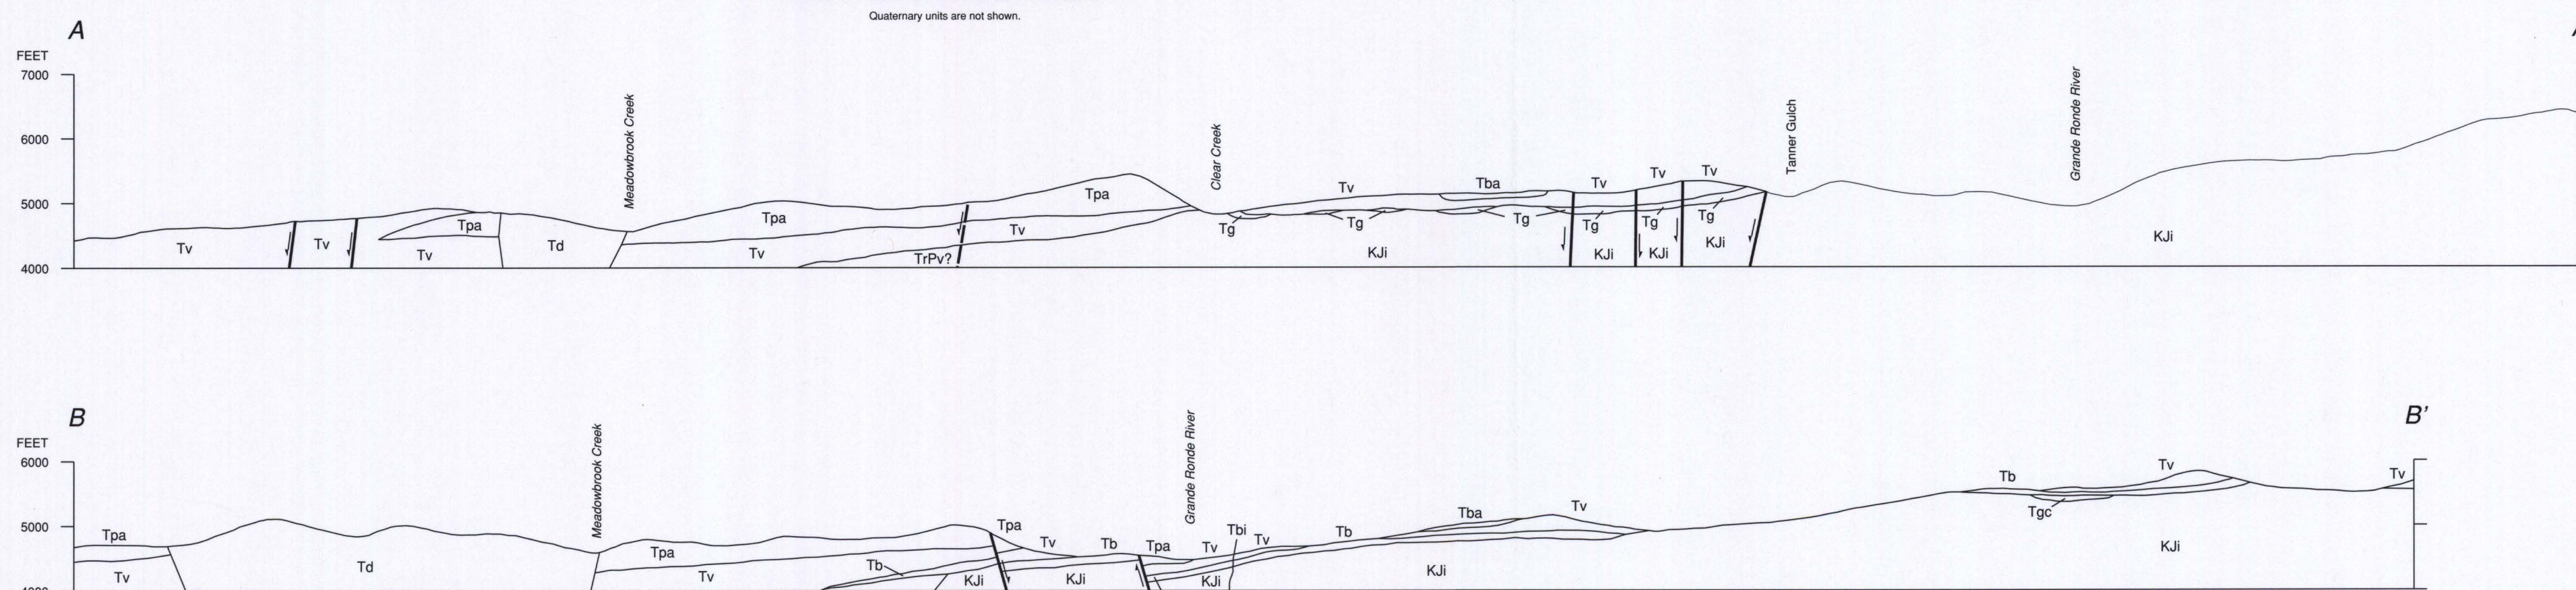 Quaternary units are not shown.
A
FEET
7000
6000
5000
4000
Meadowbrook Creek
Clear Creek
Tanner Gulch
Grande Ronde River
Tv
Tv
Tpa
Tv
Td
Tpa
Tv
TrPv?
Tv
Tpa
Tg
Tv
Tg
KJi
Tba
Tg
Tv
Tg
KJi
Tv
Tg
KJi
Tv
Tg
KJi
KJi
B
B’
FEET
6000
5000
Meadowbrook Creek
Grande Ronde River
Tpa
Tv
Td
Tpa
Tv
Tb
KJi
Tpa
Tv
KJi
Tb
Tpa
Tv
KJi
Tbi
Tv
Tb
KJi
Tba
Tv
Tb
Tgc
Tv
KJi
Tv